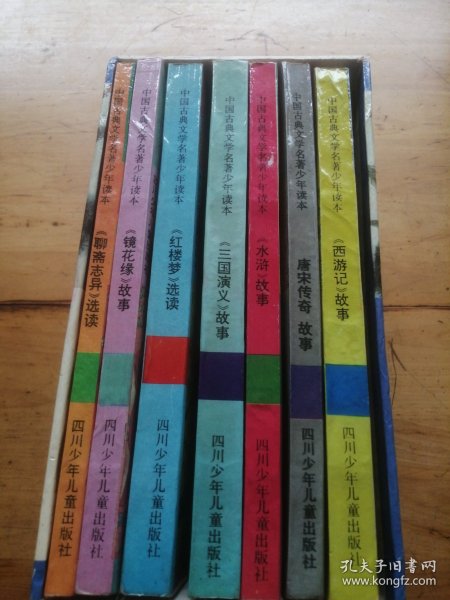 中国古典文学名著少年读本
《聊斋志异》选读
四川少年儿童出版社
中国古典文学名著少年读本
《镜花缘》故事
四川少年儿童出版社
中国古典文学名著少年读本
《红楼梦》选读
四川少年儿童出版社
中国古典文学名著少年读本
《三国演义》故事
四川少年儿童出版社
中国古典文学名著少年读本
《水浒》故事
四川少年儿童出版社
中国古典文学名著少年读本
唐宋传奇 故事
四川少年儿童出版社
中国古典文学名著少年读本
《西游记》故事
四川少年儿童出版社
孔夫子旧书网
www.kongfz.com